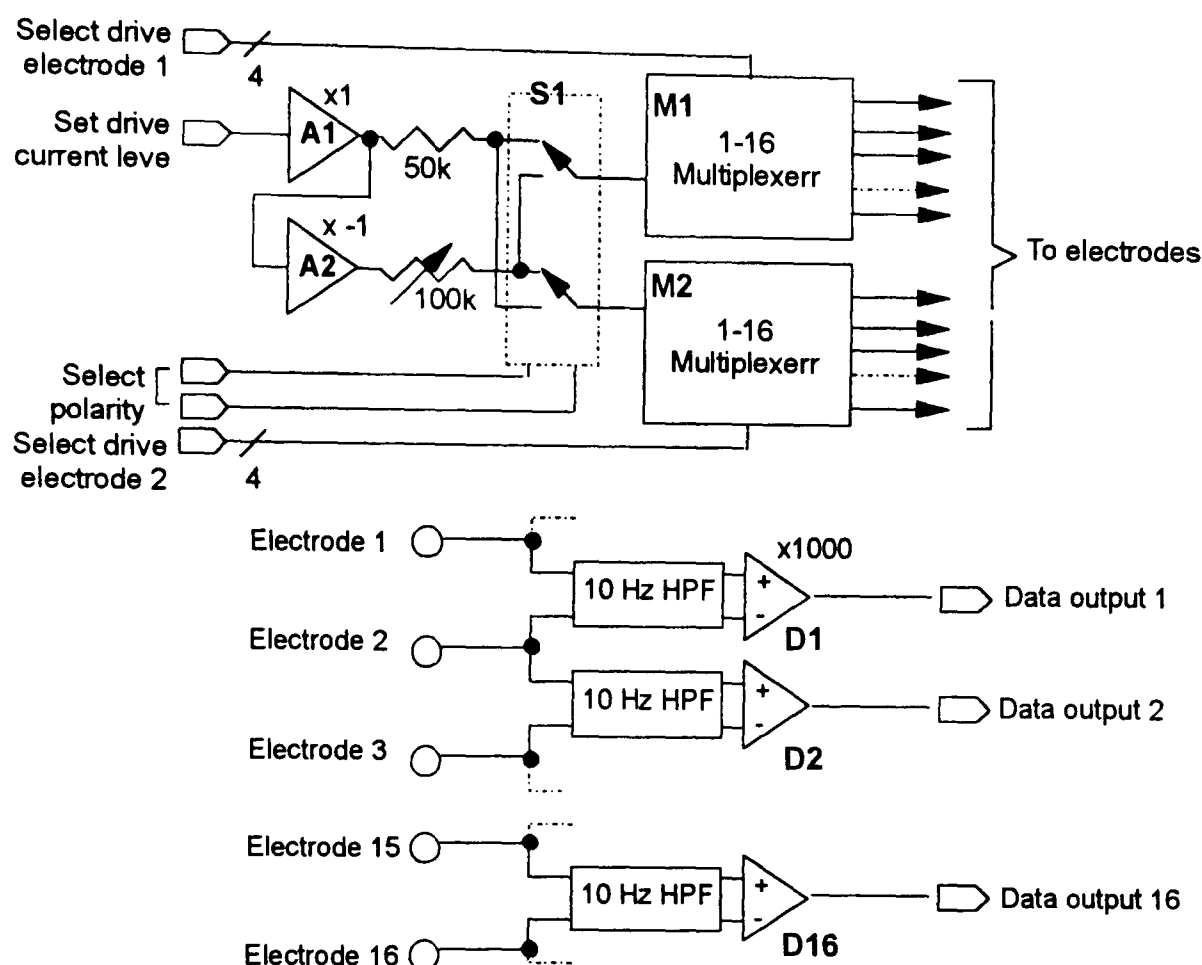 Select drive
electrode 1
4
Set drive
current leve
x1
A1
50k
S1
M1
1-16
Multiplexerr
x -1
A2
100k
To electrodes
M2
1-16
Multiplexerr
Select
polarity
Select drive
electrode 2
4
Electrode 1
10 Hz HPF
x1000
+
-
D1
Data output 1
Electrode 2
10 Hz HPF
+
-
D2
Data output 2
Electrode 3
Electrode 15
10 Hz HPF
+
-
D16
Data output 16
Electrode 16